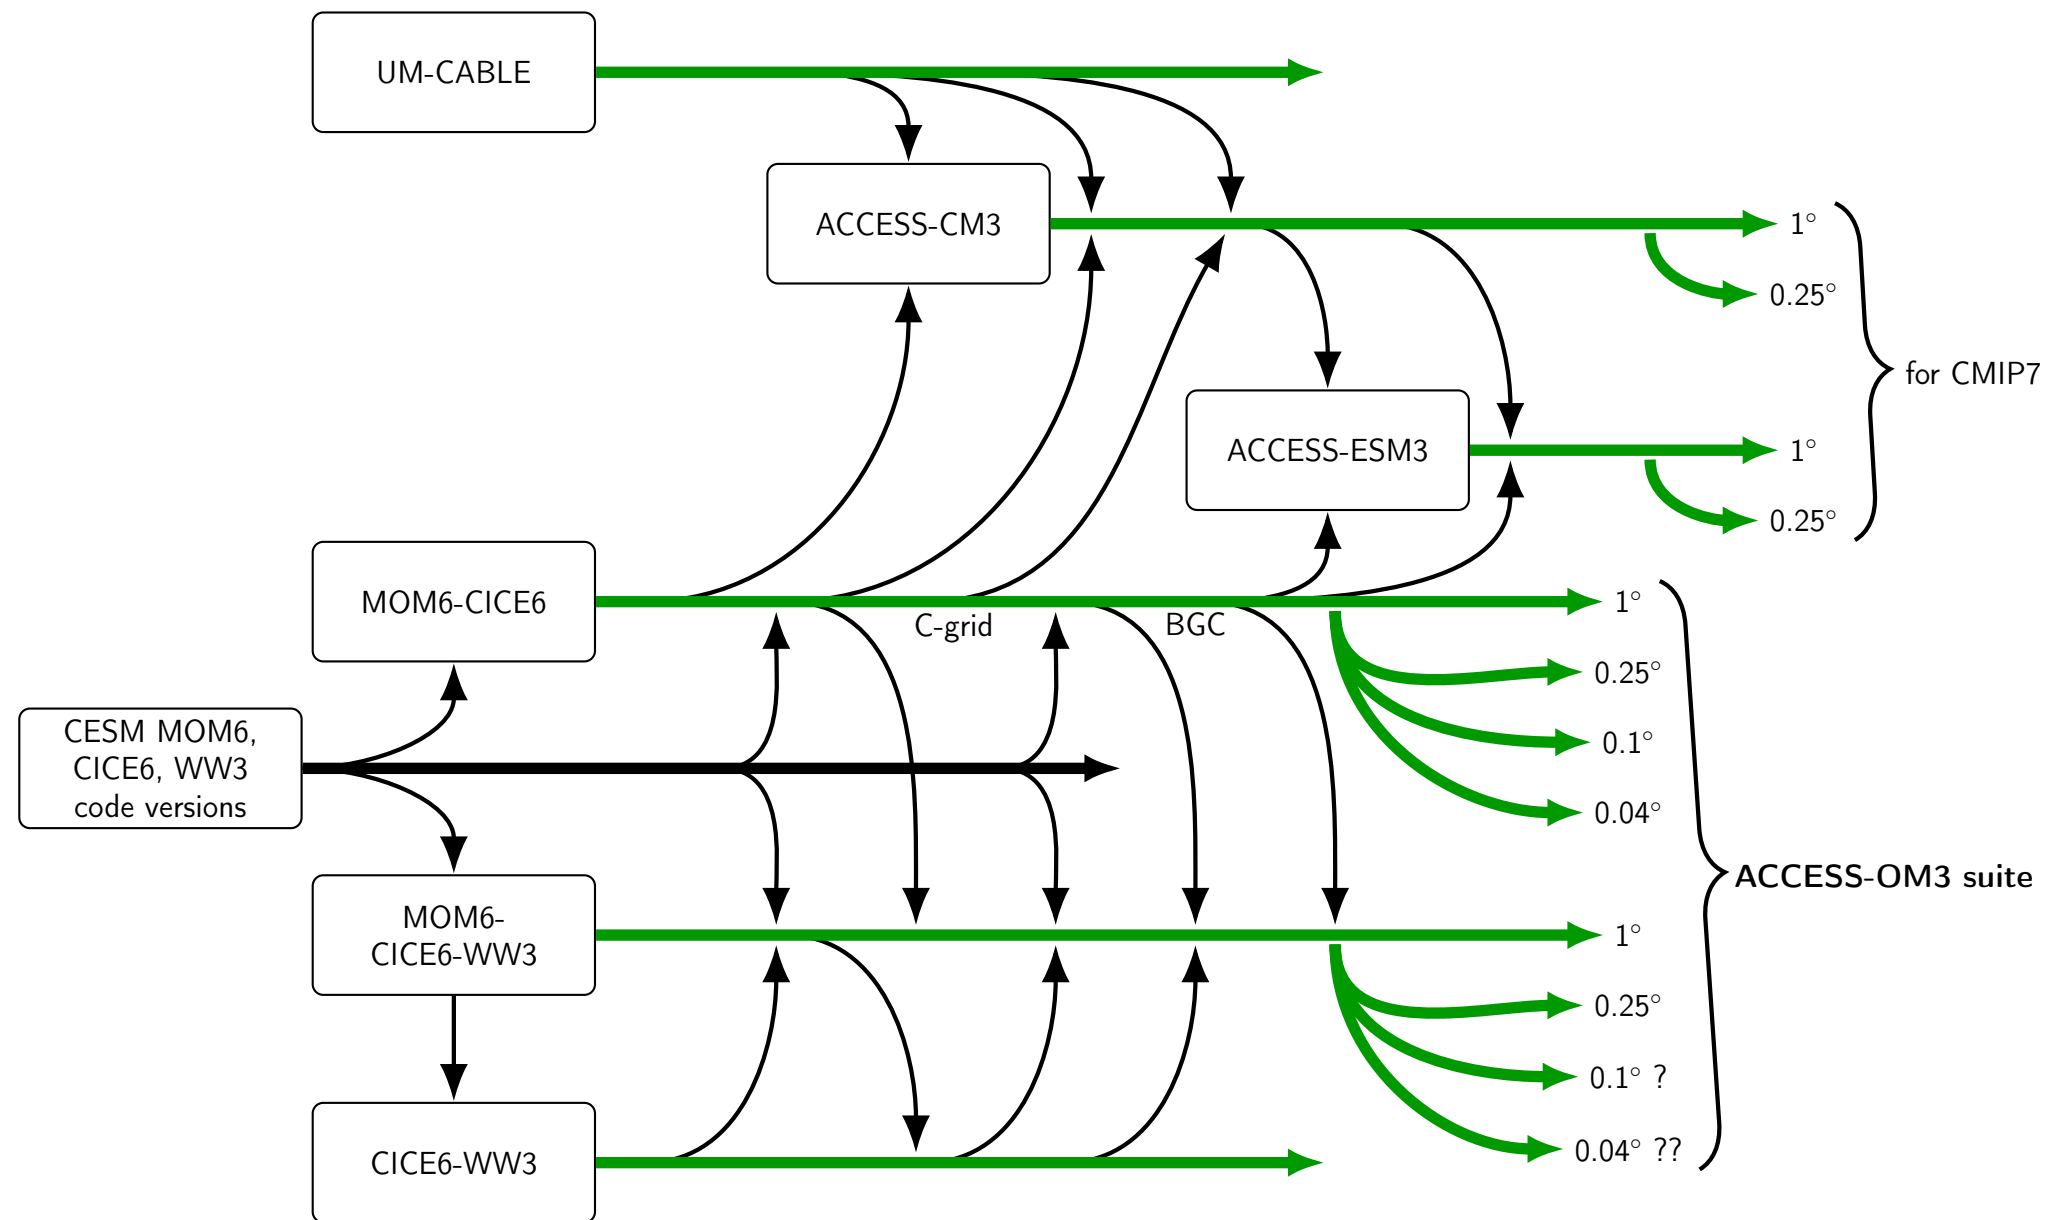 UM-CABLE
ACCESS-CM3
1°
0.25°
for CMIP7
ACCESS-ESM3
1°
0.25°
MOM6-CICE6
C-grid
BGC
1°
0.25°
0.1°
0.04°
CESM MOM6,
CICE6, WW3
code versions
ACCESS-OM3 suite
MOM6-
CICE6-WW3
1°
0.25°
0.1° ?
0.04° ??
CICE6-WW3